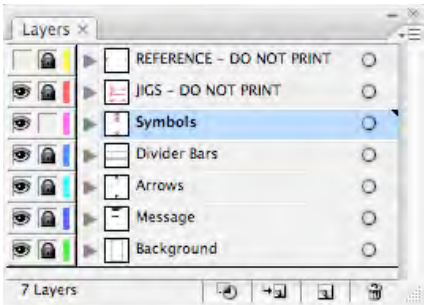 Layers
REFERENCE – DO NOT PRINT
JIGS – DO NOT PRINT
Symbols
Divider Bars
Arrows
Message
Background
7 Layers